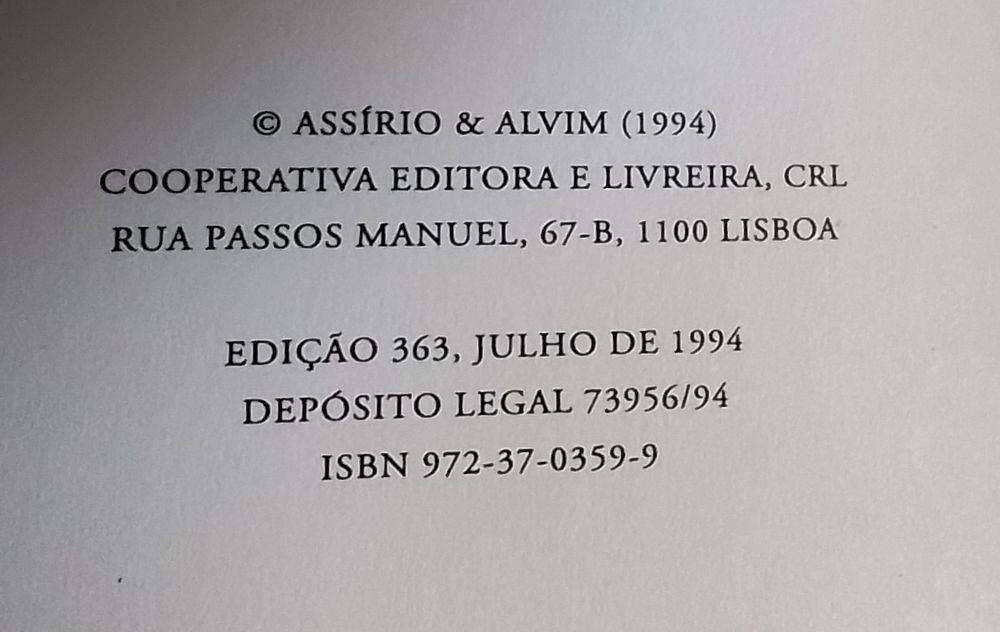 © ASSÍRIO & ALVIM (1994)
COOPERATIVA EDITORA E LIVREIRA, CRL
RUA PASSOS MANUEL, 67-B, 1100 LISBOA
EDIÇÃO 363, JULHO DE 1994
DEPÓSITO LEGAL 73956/94
ISBN 972-37-0359-9